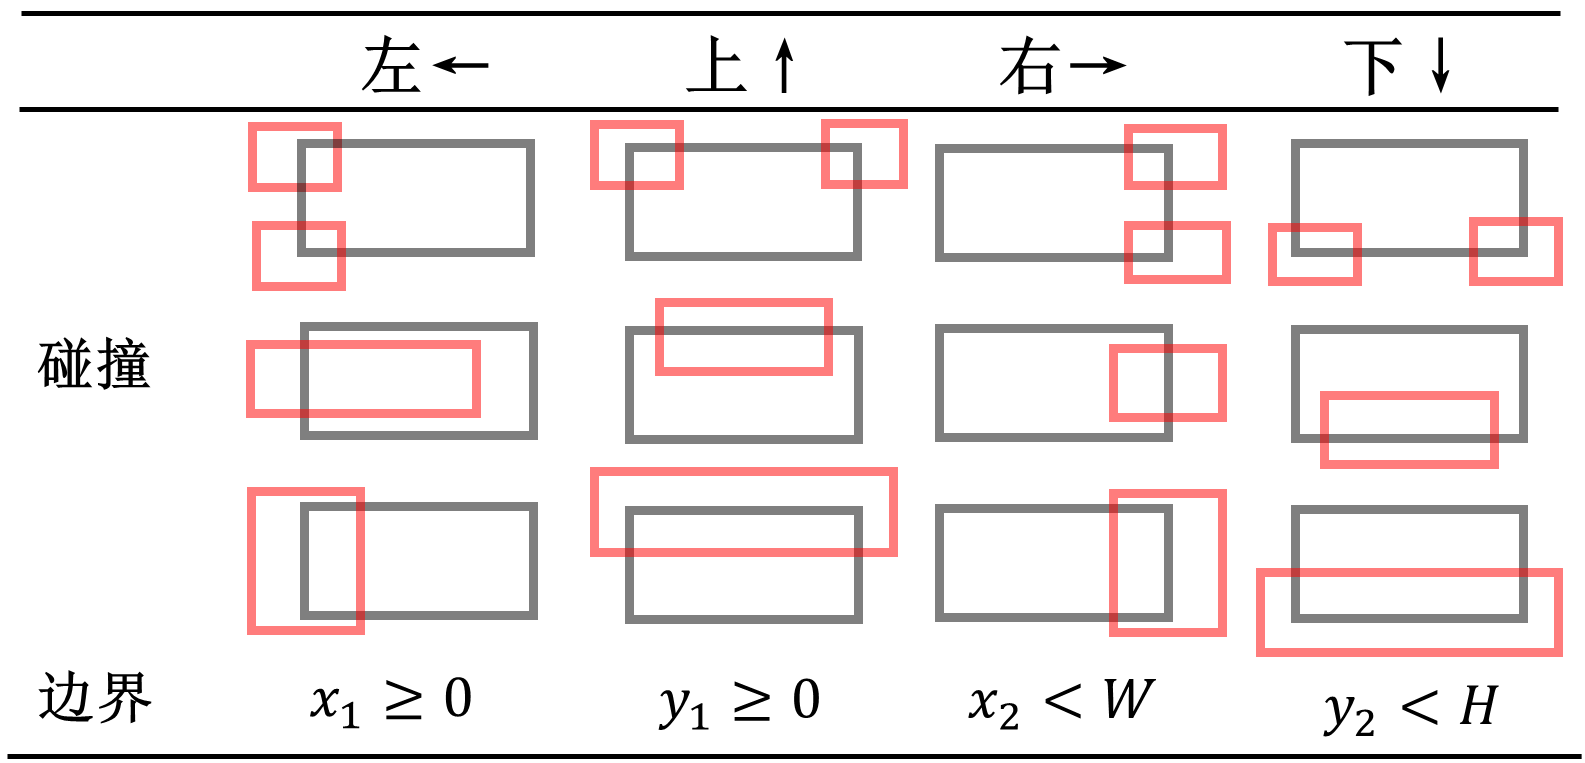 左← 上↑ 右→ 下↓
碰撞
边界 x₁ ≥ 0 y₁ ≥ 0 x₂ < W y₂ < H